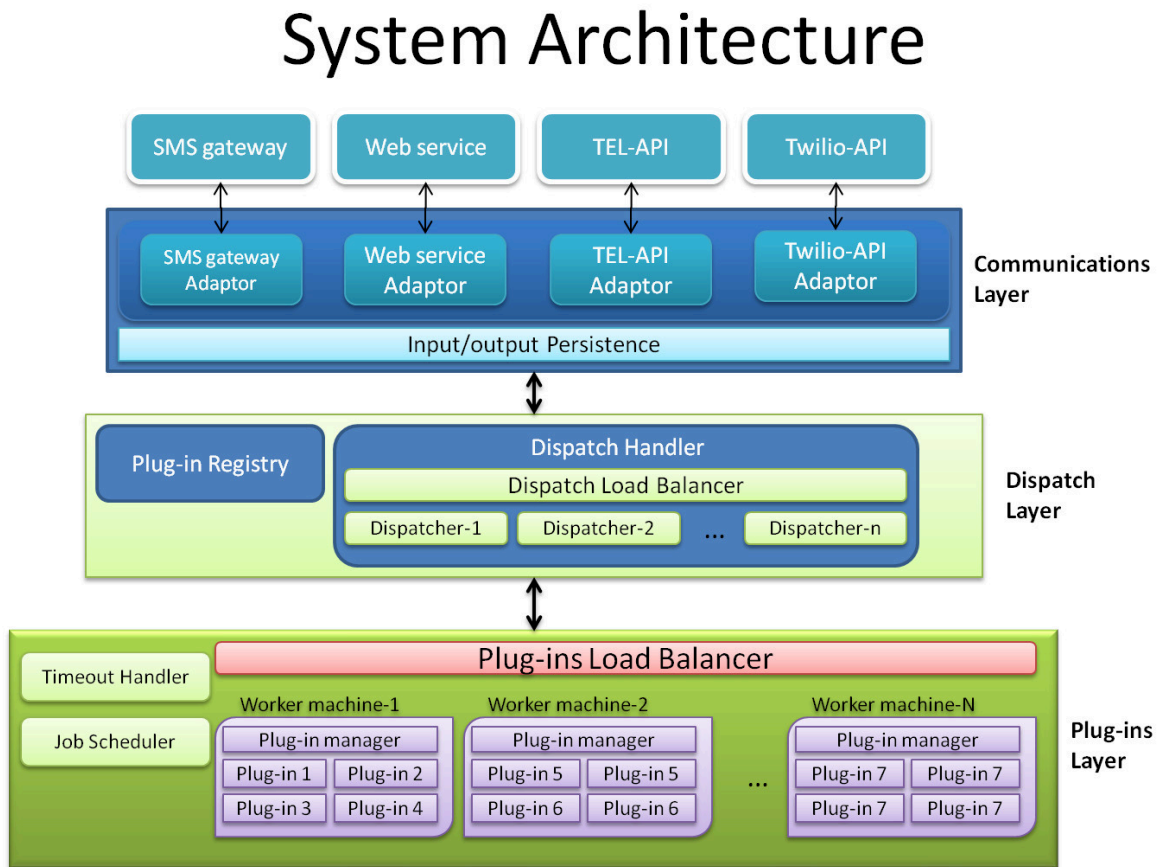 System Architecture
SMS gateway
Web service
TEL-API
Twilio-API
SMS gateway
Adaptor
Web service
Adaptor
TEL-API
Adaptor
Twilio-API
Adaptor
Communications
Layer
Input/output Persistence
Plug-in Registry
Dispatch Handler
Dispatch Load Balancer
Dispatcher-1
Dispatcher-2
...
Dispatcher-n
Dispatch
Layer
Timeout Handler
Job Scheduler
Plug-ins Load Balancer
Worker machine-1
Plug-in manager
Plug-in 1
Plug-in 2
Plug-in 3
Plug-in 4
Worker machine-2
Plug-in manager
Plug-in 5
Plug-in 5
Plug-in 6
Plug-in 6
...
Worker machine-N
Plug-in manager
Plug-in 7
Plug-in 7
Plug-in 7
Plug-in 7
Plug-ins
Layer